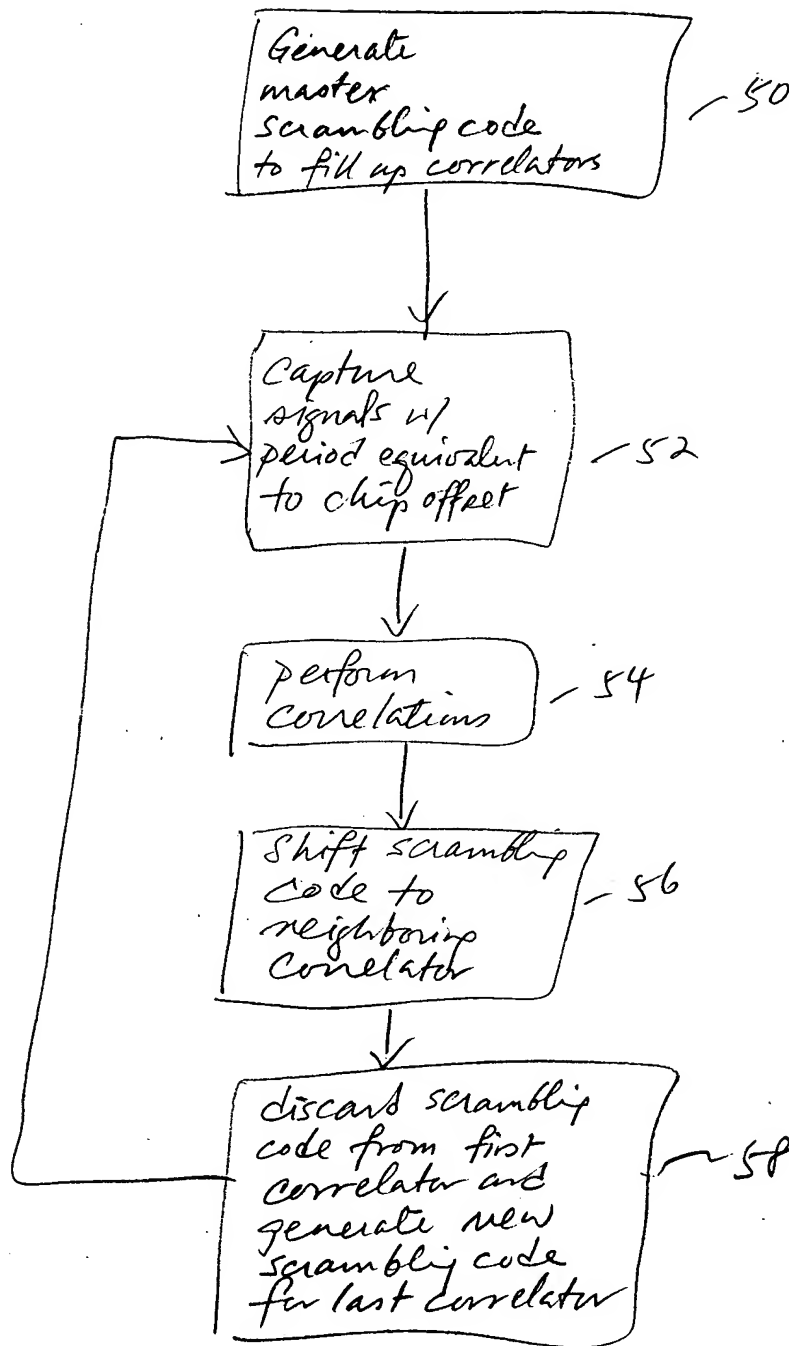 Generate
master
scrambling code
to fill up correlators
50
Capture
signals w/
period equivalent
to chip offset
52
perform
correlations
54
Shift scrambling
code to
neighboring
correlator
56
discard scrambling
code from first
correlator and
generate new
scrambling code
for last correlator
58